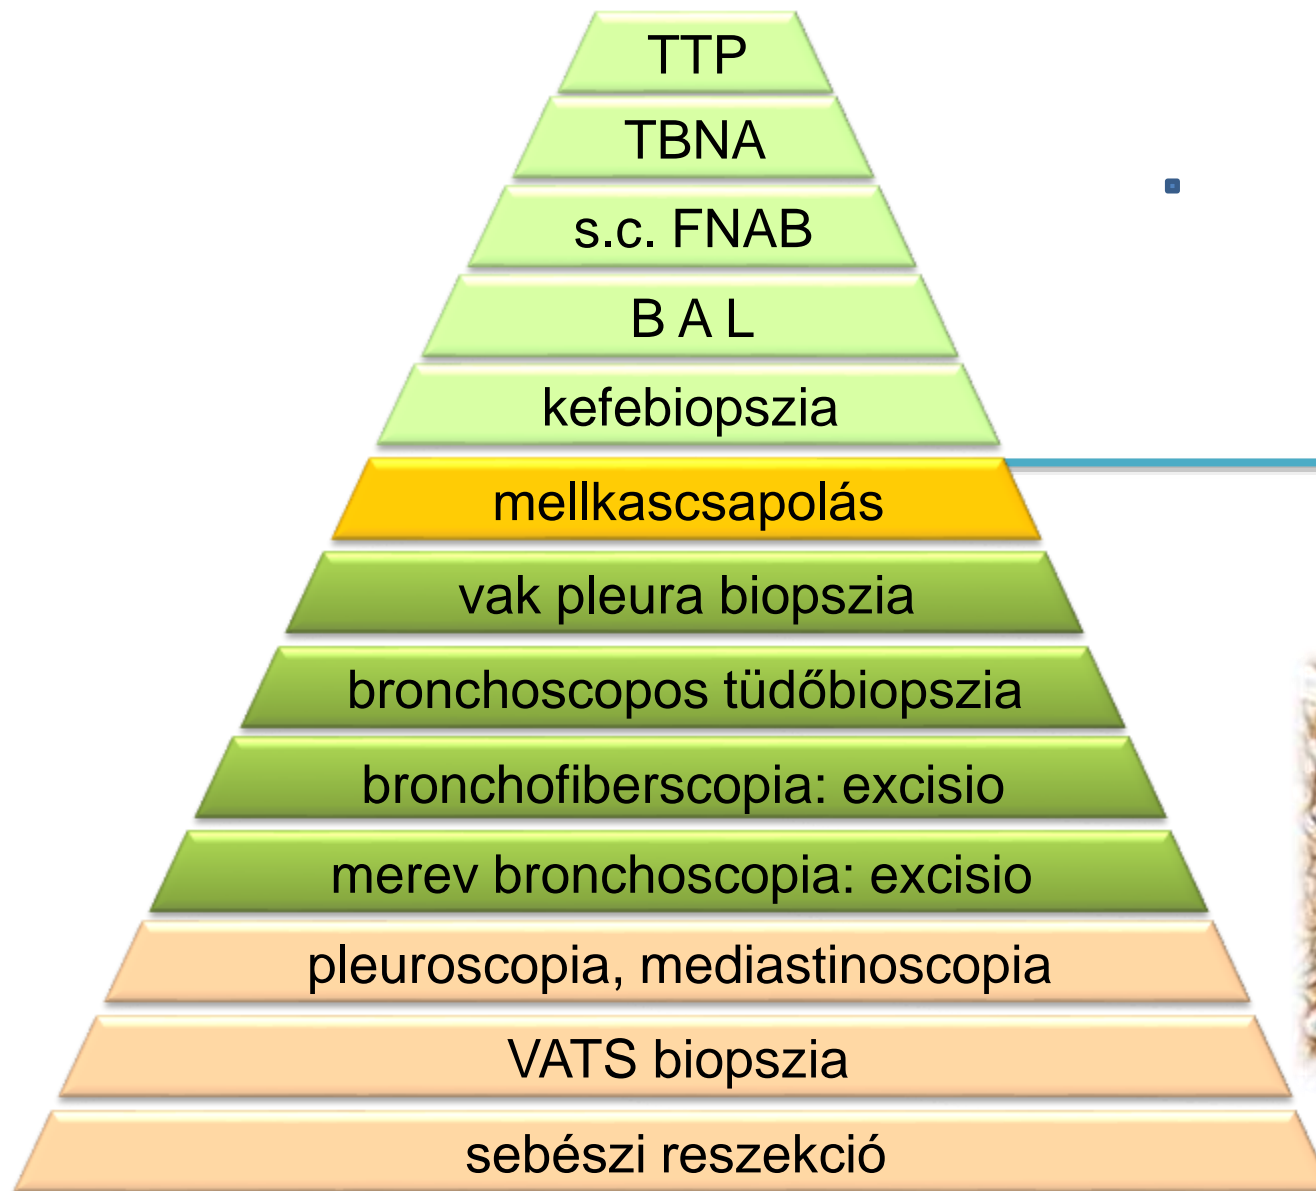 TTP
TBNA
s.c. FNAB
B A L
kefebiopszia
mellkascsapolás
vak pleura biopszia
bronchoscopos tüdőbiopszia
bronchofiberscopia: excisio
merev bronchoscopia: excisio
pleuroscopia, mediastinoscopia
VATS biopszia
sebészi reszekció